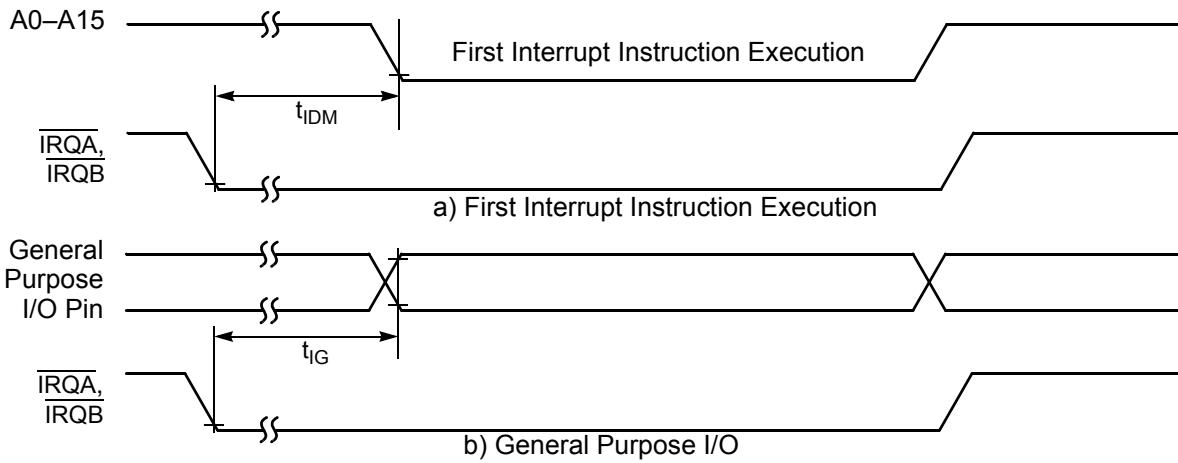 A0–A15
First Interrupt Instruction Execution
tIDM
IRQA,
IRQB
a) First Interrupt Instruction Execution
General
Purpose
I/O Pin
tIG
IRQA,
IRQB
b) General Purpose I/O